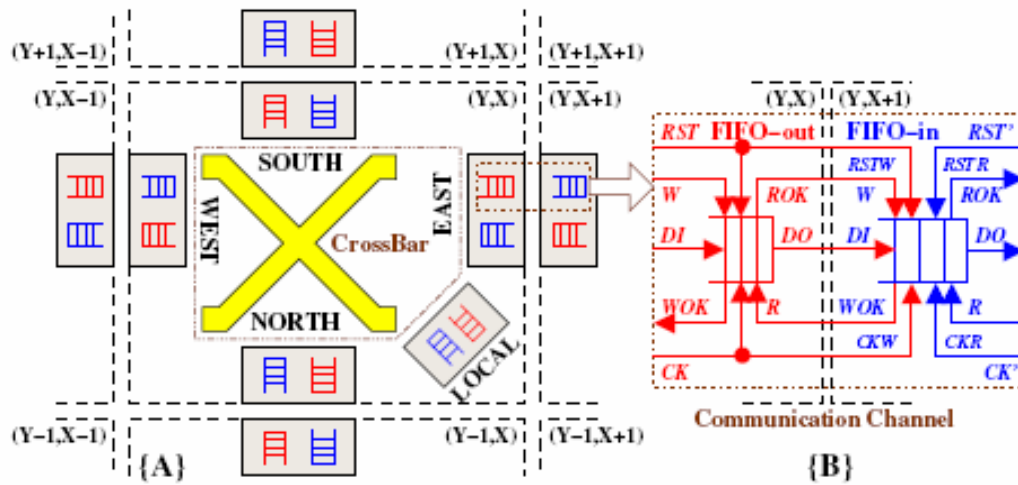 (Y+1,X−1)
(Y+1,X)
(Y+1,X+1)
(Y,X−1)
(Y,X)
(Y,X+1)
SOUTH
WEST
EAST
CrossBar
NORTH
LOCAL
(Y−1,X−1)
(Y−1,X)
(Y−1,X+1)
{A}
(Y,X)
(Y,X+1)
RST
FIFO−out
FIFO−in
RST'
RSTW
RSTR
W
ROK
W
ROK
DI
DO
DI
DO
WOK
R
WOK
R
CKW
CKR
CK
CK'
Communication Channel
{B}